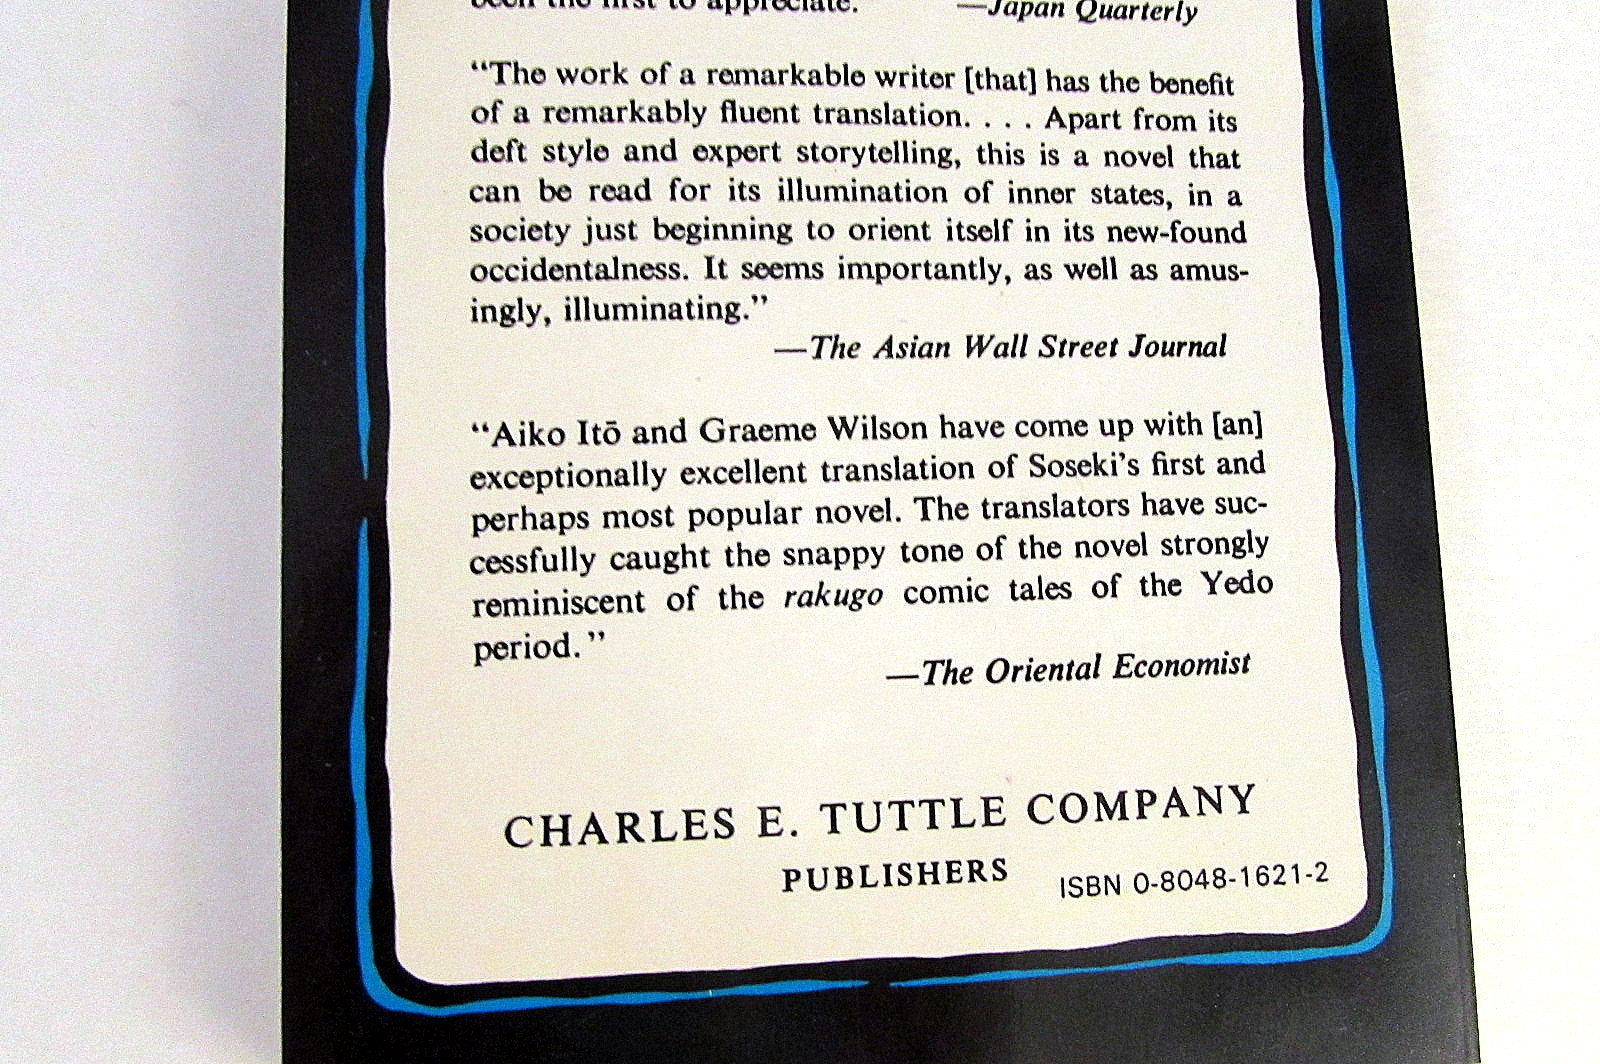 been the first to appreciate. —Japan Quarterly
“The work of a remarkable writer [that] has the benefit
of a remarkably fluent translation. . . . Apart from its
deft style and expert storytelling, this is a novel that
can be read for its illumination of inner states, in a
society just beginning to orient itself in its new-found
occidentalness. It seems importantly, as well as amus-
ingly, illuminating.”
—The Asian Wall Street Journal
“Aiko Itō and Graeme Wilson have come up with [an]
exceptionally excellent translation of Soseki’s first and
perhaps most popular novel. The translators have suc-
cessfully caught the snappy tone of the novel strongly
reminiscent of the rakugo comic tales of the Yedo
period.”
—The Oriental Economist
CHARLES E. TUTTLE COMPANY
PUBLISHERS
ISBN 0-8048-1621-2